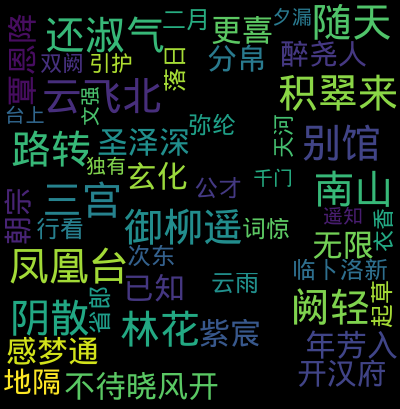 夕漏
随天
二月
更喜
还淑气
覃恩降
分帛
醉尧人
双阙
引护
落日
云飞北
积翠来
女强
台上
弥纶
天河
圣泽深
别馆
路转
独有
玄化
千门
公才
南山
三宫
朝宗
遥知
衣香
御柳遥
词惊
行看
无限
凤凰台
次东
临卜洛新
云雨
已知
阙轻
起草
省郎
阴散
林花
紫宸
年芳入
感梦通
开汉府
地隔
不待晓风开